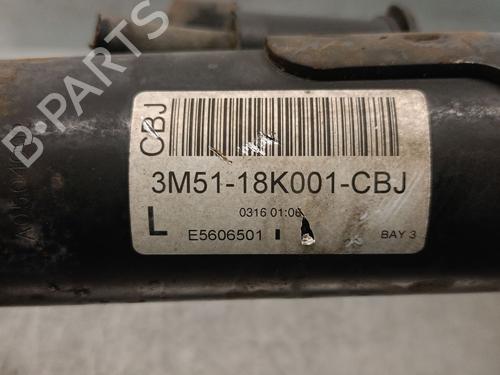 B-PARTS
CBJ
3M51-18K001-CBJ
L
0316 01:06
E5606501
BAY 3